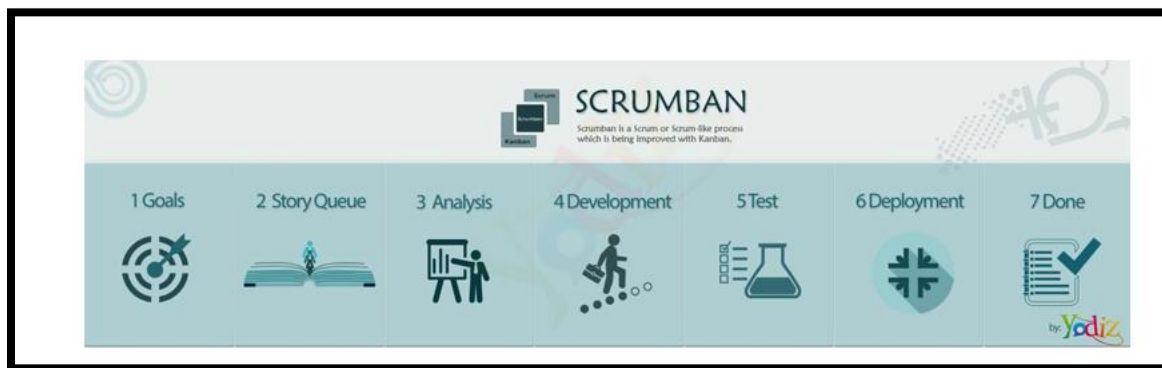 Scrum
Scrumban
Kanban
SCRUMBAN
Scrumban is a Scrum or Scrum-like process
which is being improved with Kanban.
1 Goals
2 Story Queue
3 Analysis
4 Development
5 Test
6 Deployment
7 Done
by: Yodiz
Yodiz